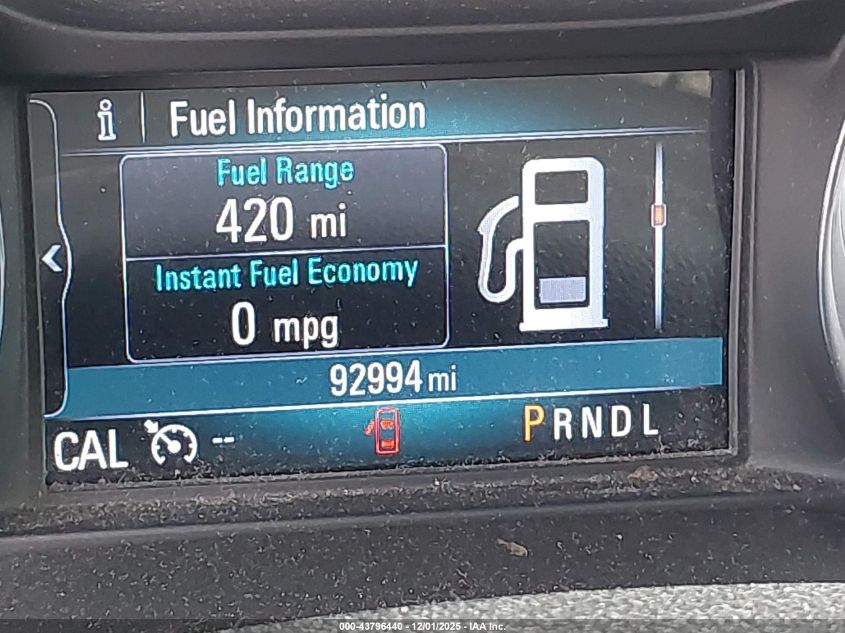 i Fuel Information
Fuel Range
420 mi
Instant Fuel Economy
0 mpg
92994 mi
CAL -- PRNDL
000-43796440 - 12/01/2025 - IAA Inc.